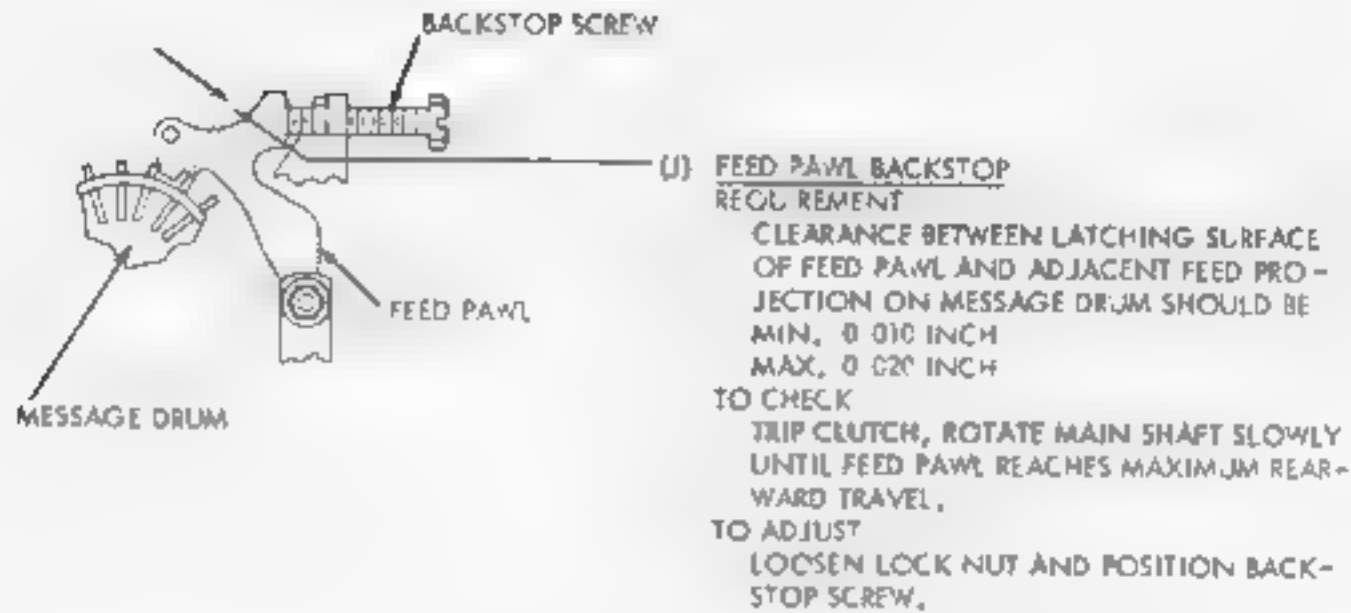 BACKSTOP SCREW
(J) FEED PAWL BACKSTOP
REQUIREMENT
CLEARANCE BETWEEN LATCHING SURFACE
OF FEED PAWL AND ADJACENT FEED PRO-
JECTION ON MESSAGE DRUM SHOULD BE
MIN. 0.010 INCH
MAX. 0.020 INCH
TO CHECK
TRIP CLUTCH, ROTATE MAIN SHAFT SLOWLY
UNTIL FEED PAWL REACHES MAXIMUM REAR-
WARD TRAVEL.
TO ADJUST
LOOSEN LOCK NUT AND POSITION BACK-
STOP SCREW.
FEED PAWL
MESSAGE DRUM